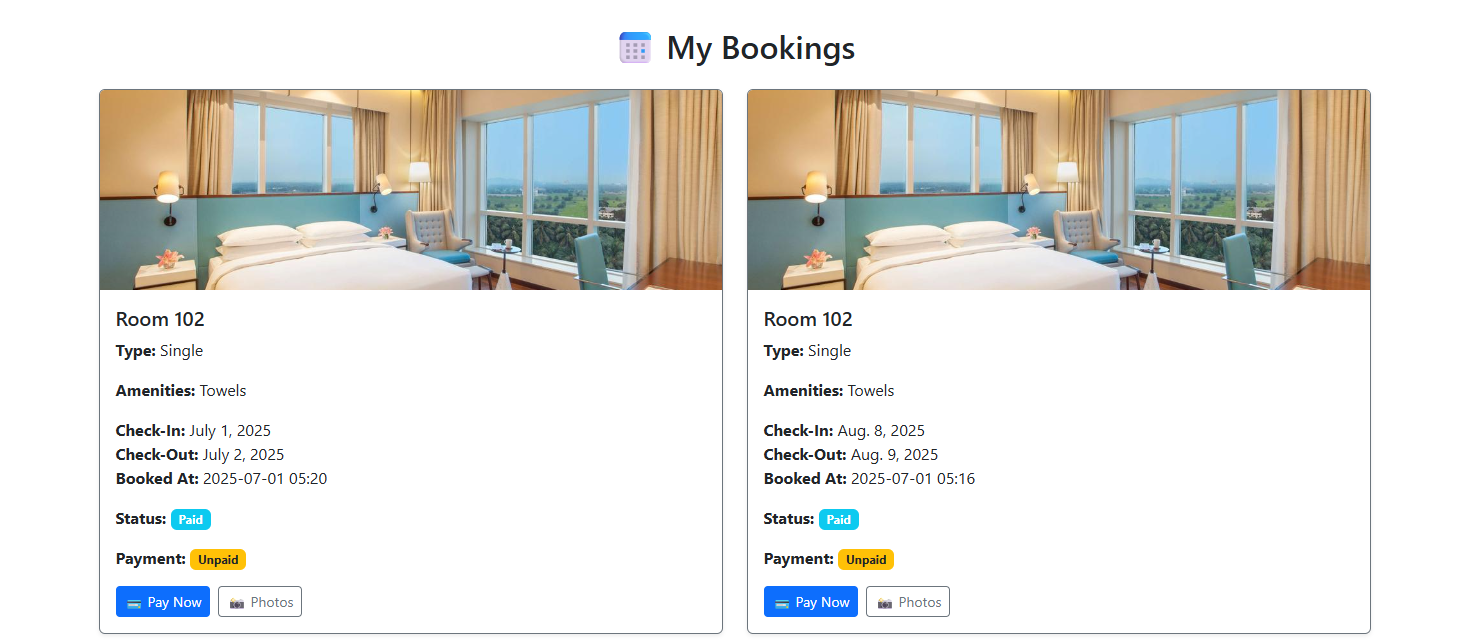 My Bookings
Room 102
Type: Single
Amenities: Towels
Check-In: July 1, 2025
Check-Out: July 2, 2025
Booked At: 2025-07-01 05:20
Status: Paid
Payment: Unpaid
Pay Now Photos
Room 102
Type: Single
Amenities: Towels
Check-In: Aug. 8, 2025
Check-Out: Aug. 9, 2025
Booked At: 2025-07-01 05:16
Status: Paid
Payment: Unpaid
Pay Now Photos